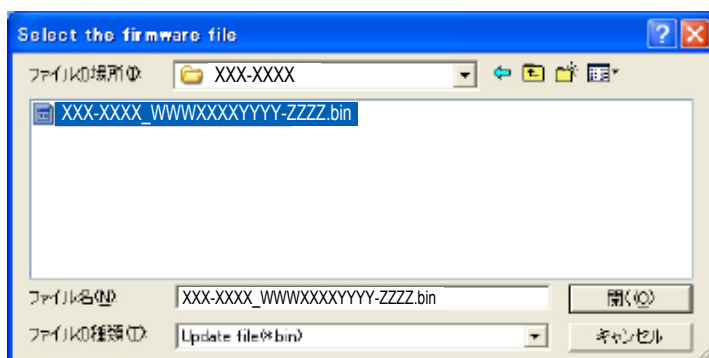 Select the firmware file
ファイルの場所(I): XXX-XXXX
XXX-XXXX_WWWXXXXYYYY-ZZZZ.bin
ファイル名(N): XXX-XXXX_WWWXXXXYYYY-ZZZZ.bin 開く(O)
ファイルの種類(T): Update file(*bin) キャンセル